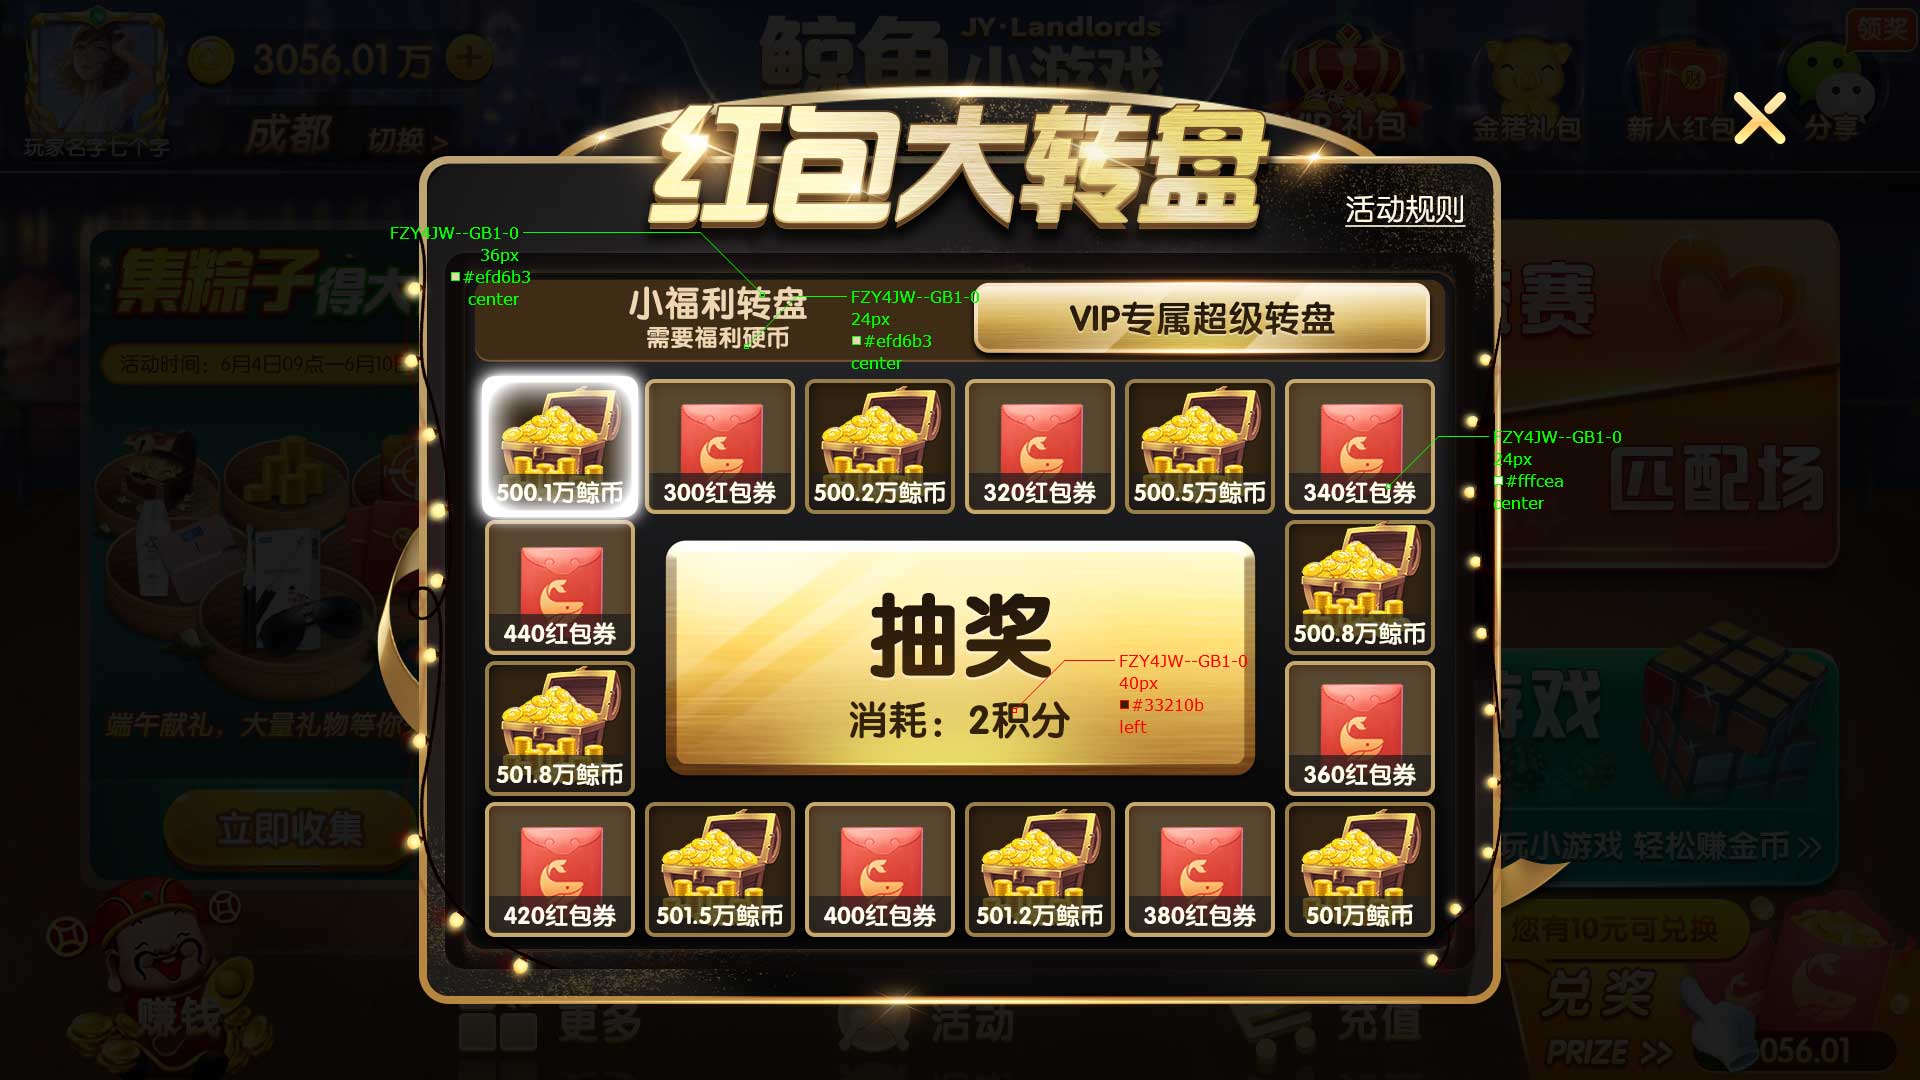 鲸鱼
JY·Landlords
小游戏
领奖
3056.01万
成都
切换 >
玩家名字七个字
VIP礼包
金猪礼包
新人红包
分享
红包大转盘
活动规则
FZY4JW--GB1-0
36px
#efd6b3
center
小福利转盘
需要福利硬币
FZY4JW--GB1-0
24px
#efd6b3
center
VIP专属超级转盘
集粽子得大
活动时间：6月4日09点—6月10日
500.1万鲸币
300红包券
500.2万鲸币
320红包券
500.5万鲸币
340红包券
FZY4JW--GB1-0
24px
#fffcea
center
赛
匹配场
440红包券
500.8万鲸币
抽奖
消耗：2积分
FZY4JW--GB1-0
40px
#33210b
left
501.8万鲸币
360红包券
端午献礼，大量礼物等你
立即收集
游戏
玩小游戏 轻松赚金币>>
420红包券
501.5万鲸币
400红包券
501.2万鲸币
380红包券
501万鲸币
您有10元可兑换
兑奖
PRIZE >>
056.01
赚钱
更多
活动
充值